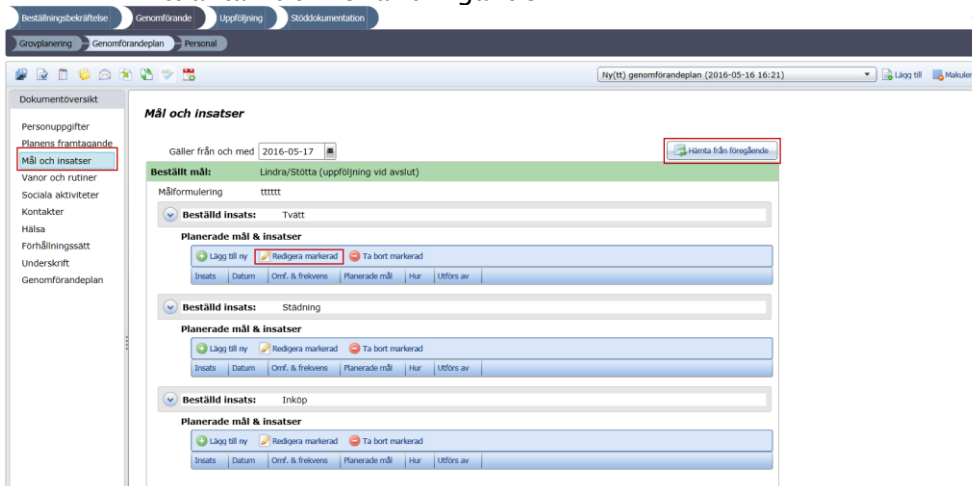 Beställningsbekräftelse Genomförande Uppföljning Stöddokumentation
Grovplanering Genomförandeplan Personal
Ny(tt) genomförandeplan (2016-05-16 16:21) Lägg till Makuler
Dokumentöversikt
Personuppgifter
Planens framtagande
Mål och insatser
Vanor och rutiner
Sociala aktiviteter
Kontakter
Hälsa
Förhållningssätt
Underskrift
Genomförandeplan
Mål och insatser
Gäller från och med 2016-05-17 Hämta från föregående
Beställt mål: Lindra/Stötta (uppföljning vid avslut)
Målformulering tttttt
Beställd insats: Tvätt
Planerade mål & insatser
Lägg till ny Redigera markerad Ta bort markerad
Insats Datum Omf. & frekvens Planerade mål Hur Utförs av
Beställd insats: Städning
Planerade mål & insatser
Lägg till ny Redigera markerad Ta bort markerad
Insats Datum Omf. & frekvens Planerade mål Hur Utförs av
Beställd insats: Inköp
Planerade mål & insatser
Lägg till ny Redigera markerad Ta bort markerad
Insats Datum Omf. & frekvens Planerade mål Hur Utförs av